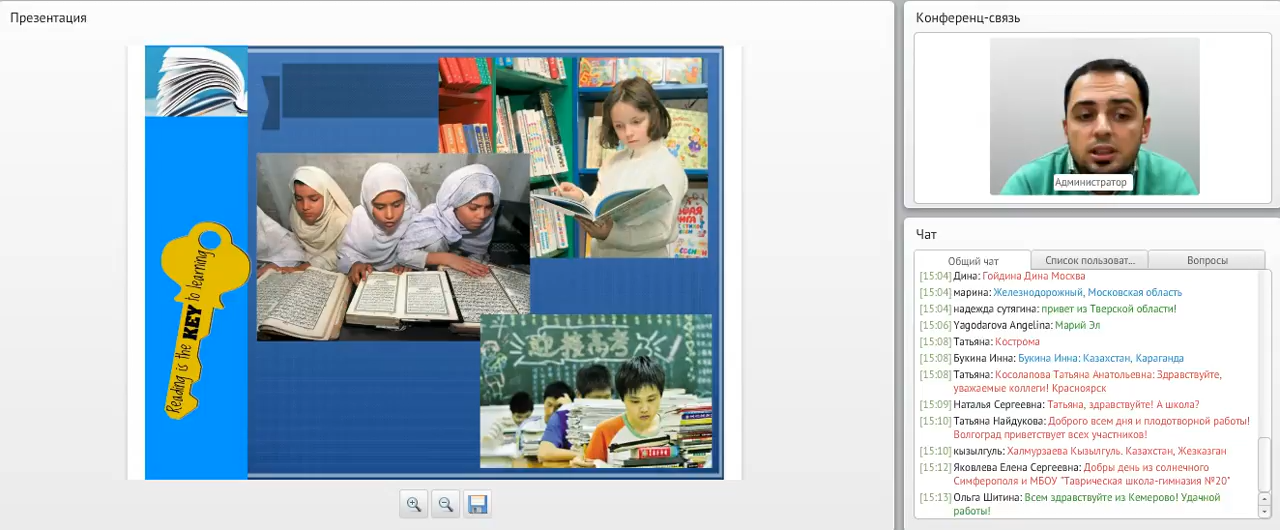 Презентация
Reading is the KEY to learning
迎接高考
Конференц-связь
Администратор
Чат
Общий чат
Список пользоват...
Вопросы
[15:04] Дина: Гойдина Дина Москва
[15:04] марина: Железнодорожный, Московская область
[15:04] надежда сутягина: привет из Тверской области!
[15:06] Yagodarova Angelina: Марий Эл
[15:08] Татьяна: Кострома
[15:08] Букина Инна: Букина Инна: Казахстан, Караганда
[15:08] Татьяна: Косолапова Татьяна Анатольевна: Здравствуйте,
уважаемые коллеги! Красноярск
[15:09] Наталья Сергеевна: Татьяна, здравствуйте! А школа?
[15:10] Татьяна Найдукова: Доброго всем дня и плодотворной работы!
Волгоград приветствует всех участников!
[15:10] кызылгуль: Халмурзаева Кызылгуль. Казахстан, Жезказган
[15:12] Яковлева Елена Сергеевна: Добры день из солнечного
Симферополя и МБОУ "Таврическая школа-гимназия №20"
[15:13] Ольга Шитина: Всем здравствуйте из Кемерово! Удачной
работы!